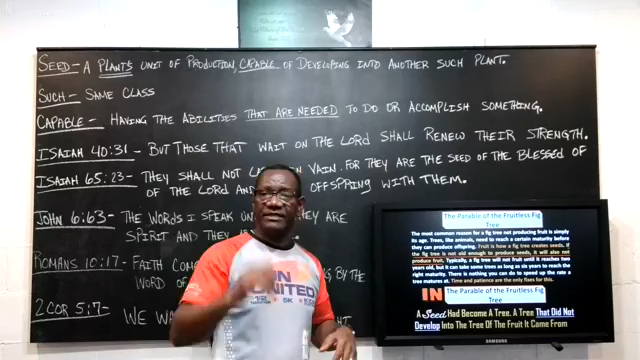 SEED - A PLANT'S UNIT OF PRODUCTION, CAPABLE OF DEVELOPING INTO ANOTHER SUCH PLANT.
SUCH - SAME CLASS
CAPABLE - HAVING THE ABILITIES THAT ARE NEEDED TO DO OR ACCOMPLISH SOMETHING.
ISAIAH 40:31 - BUT THOSE THAT WAIT ON THE LORD SHALL RENEW THEIR STRENGTH.
ISAIAH 65:23 - THEY SHALL NOT IN VAIN. FOR THEY ARE THE SEED OF THE BLESSED OF
OF THE LORD AND OFFSPRING WITH THEM.
JOHN 6:63 - THE WORDS I SPEAK THEY ARE
SPIRIT AND THEY
ROMANS 10:17 - FAITH BY THE
WORD OF
2 COR 5:7 - WE
The Parable of the Fruitless Fig
Tree
The most common reason for a fig tree not producing fruit is simply
its age. Trees, like animals, need to reach a certain maturity before they
can produce offspring. Fruit is how a fig tree creates seeds. If
the fig tree is not old enough to produce seeds, it will also
not produce fruit. Typically, a fig tree will not fruit until it reaches two
years old, but it can take some trees as long as six years to reach the
right maturity. There is nothing you can do to speed up the rate a
tree matures at. Time and patience are the only fixes for this.
IN
The Parable of the Fruitless Fig
Tree
A Seed Had Become A Tree. A Tree That Did Not
Develop Into The Tree Of The Fruit It Came From
SAMSUNG
IN
UNITED
5K